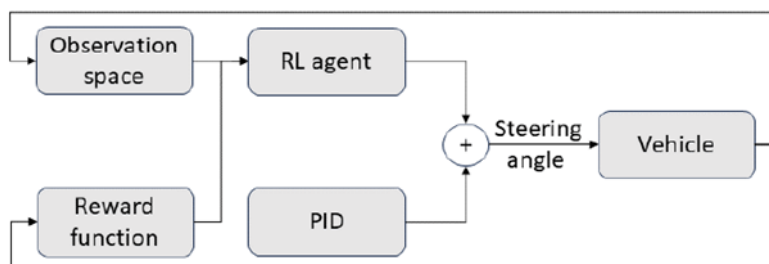 Observation
space
RL agent
+
Steering
angle
Vehicle
Reward
function
PID